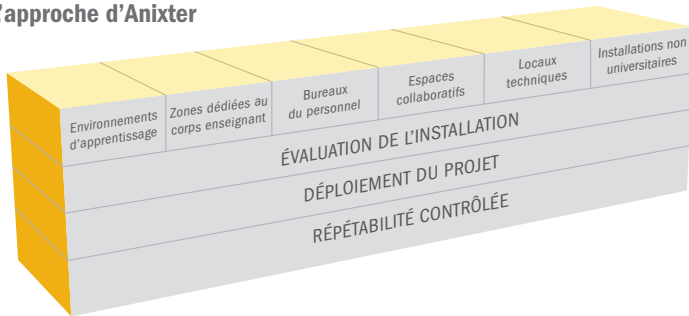 'approche d'Anixter
Environnements
d'apprentissage
Zones dédiées au
corps enseignant
Bureaux
du personnel
Espaces
collaboratifs
Locaux
techniques
Installations non
universitaires
ÉVALUATION DE L'INSTALLATION
DÉPLOIEMENT DU PROJET
RÉPÉTABILITÉ CONTRÔLÉE